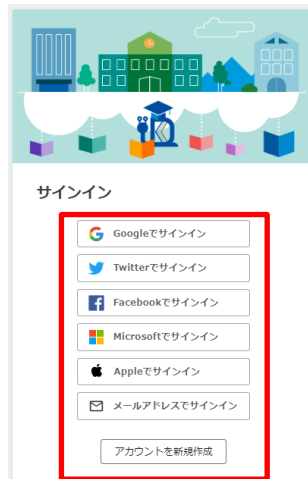 サインイン
Googleでサインイン
Twitterでサインイン
Facebookでサインイン
Microsoftでサインイン
Appleでサインイン
メールアドレスでサインイン
アカウントを新規作成